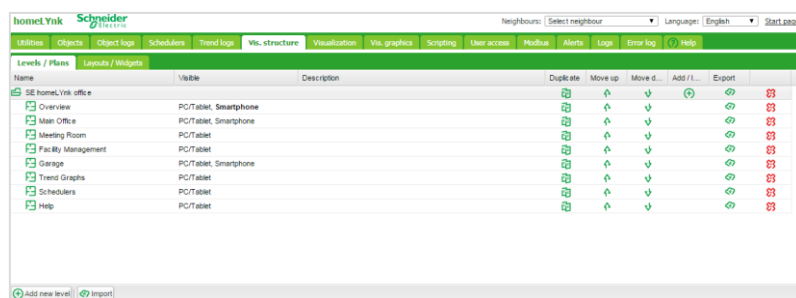 homeLYnk Schneider Electric Neighbours: Select neighbour Language: English Start pag
Utilities Objects Object logs Schedulers Trend logs Vis. structure Visualization Vis. graphics Scripting User access Modbus Alerts Logs Error log ? Help
Levels / Plans Layouts / Widgets
Name Visible Description Duplicate Move up Move d... Add / I... Export
SE homeLYnk office
Overview PC/Tablet, Smartphone
Main Office PC/Tablet, Smartphone
Meeting Room PC/Tablet
Facility Management PC/Tablet
Garage PC/Tablet, Smartphone
Trend Graphs PC/Tablet
Schedulers PC/Tablet
Help PC/Tablet
Add new level Import